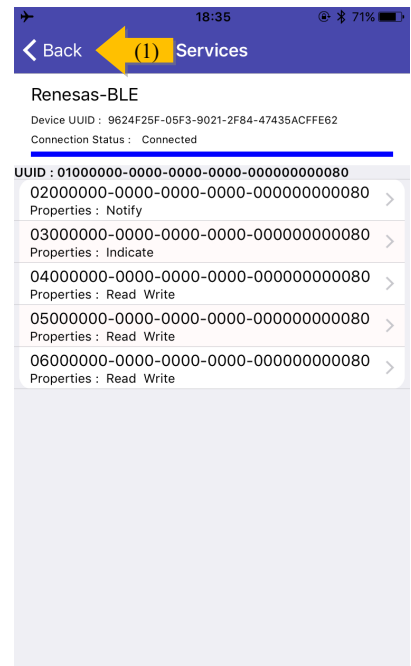 18:35 71%
Back (1) Services
Renesas-BLE
Device UUID : 9624F25F-05F3-9021-2F84-47435ACFFE62
Connection Status : Connected
UUID : 01000000-0000-0000-0000-000000000080
02000000-0000-0000-0000-000000000080
Properties : Notify
03000000-0000-0000-0000-000000000080
Properties : Indicate
04000000-0000-0000-0000-000000000080
Properties : Read Write
05000000-0000-0000-0000-000000000080
Properties : Read Write
06000000-0000-0000-0000-000000000080
Properties : Read Write